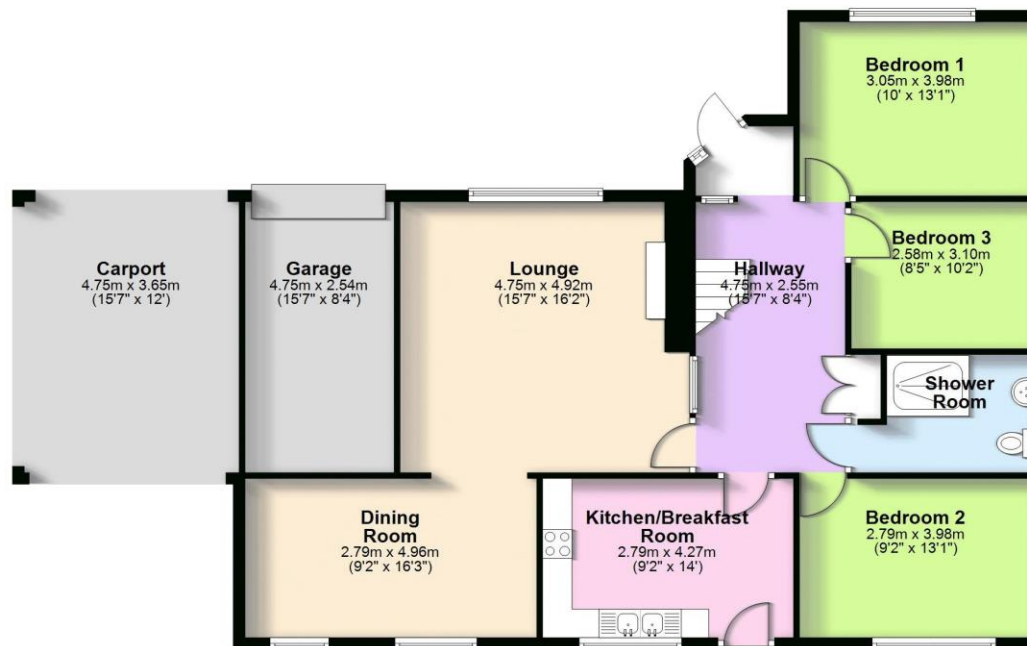 Bedroom 1
3.05m x 3.98m
(10' x 13'1")
Carport
4.75m x 3.65m
(15'7" x 12')
Garage
4.75m x 2.54m
(15'7" x 8'4")
Lounge
4.75m x 4.92m
(15'7" x 16'2")
Hallway
4.75m x 2.55m
(15'7" x 8'4")
Bedroom 3
2.58m x 3.10m
(8'5" x 10'2")
Shower
Room
Dining
Room
2.79m x 4.96m
(9'2" x 16'3")
Kitchen/Breakfast
Room
2.79m x 4.27m
(9'2" x 14')
Bedroom 2
2.79m x 3.98m
(9'2" x 13'1")